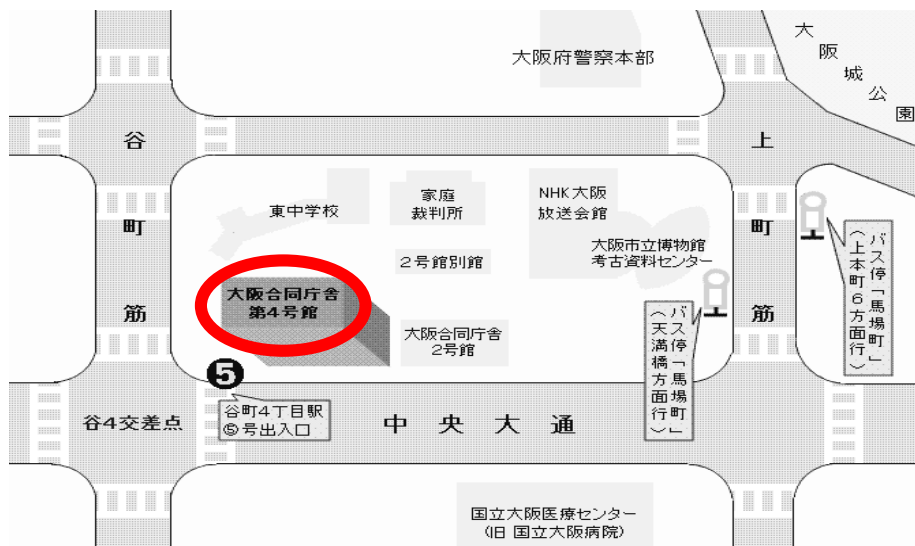 大阪府警察本部
大阪城公園
谷町筋
上町筋
東中学校
家庭
裁判所
NHK大阪
放送会館
大阪市立博物館
考古資料センター
2号館別館
大阪合同庁舎
第4号館
大阪合同庁舎
2号館
バス停「馬場町」
(上本町6方面行)
バス停「馬場町」
(天満橋方面行)
5
谷町4丁目駅
⑤号出入口
谷4交差点
中央大通
国立大阪医療センター
(旧 国立大阪病院)